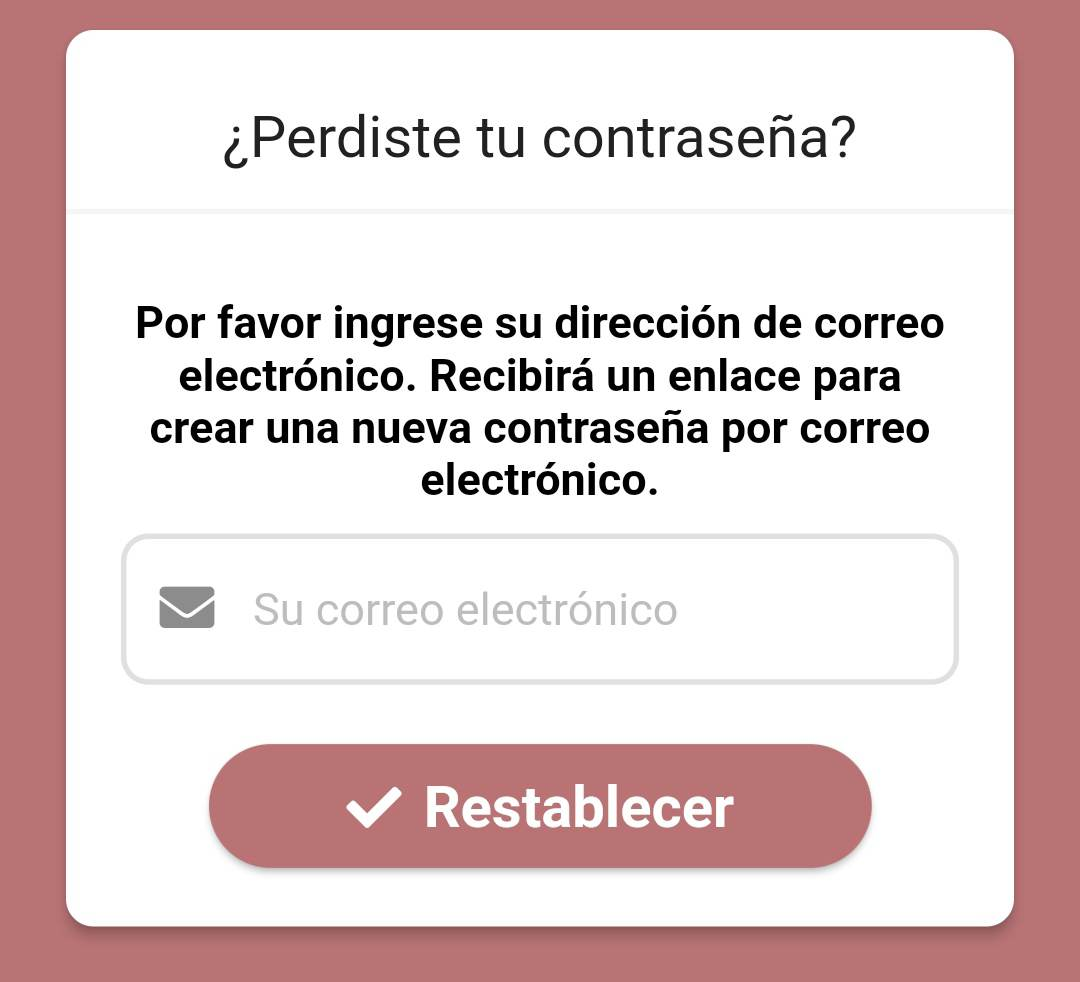 ¿Perdiste tu contraseña?
Por favor ingrese su dirección de correo
electrónico. Recibirá un enlace para
crear una nueva contraseña por correo
electrónico.
Su correo electrónico
Restablecer